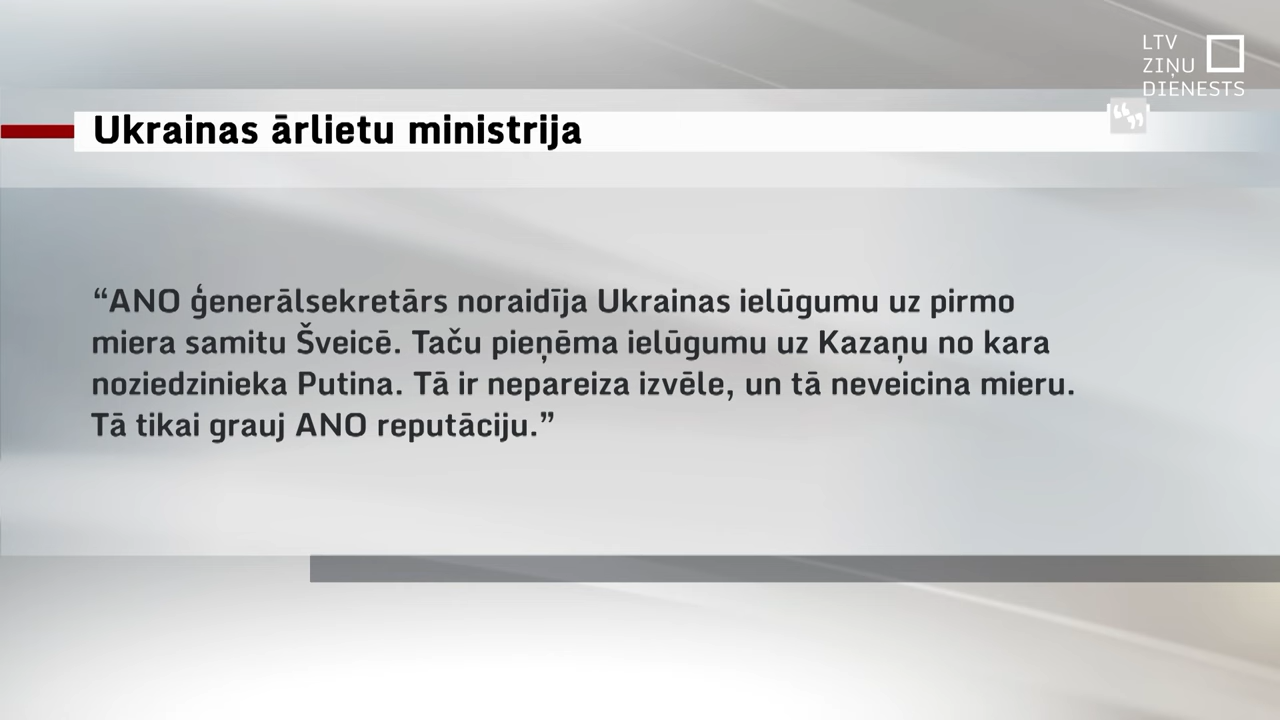 LTV
ZIŅU
DIENESTS
Ukrainas ārlietu ministrija
“ANO ģenerālsekretārs noraidīja Ukrainas ielūgumu uz pirmo
miera samitu Šveicē. Taču pieņēma ielūgumu uz Kazaņu no kara
noziedzinieka Putina. Tā ir nepareiza izvēle, un tā neveicina mieru.
Tā tikai grauj ANO reputāciju.”